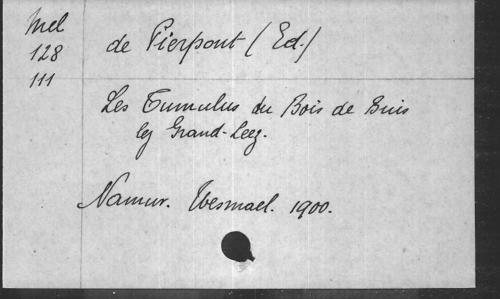 Mel
128
111
de Pierpont (Ed.)
Les Tumulus du Bois de Buis
lez Grand-Leez.
Namur. Wesmael. 1900.